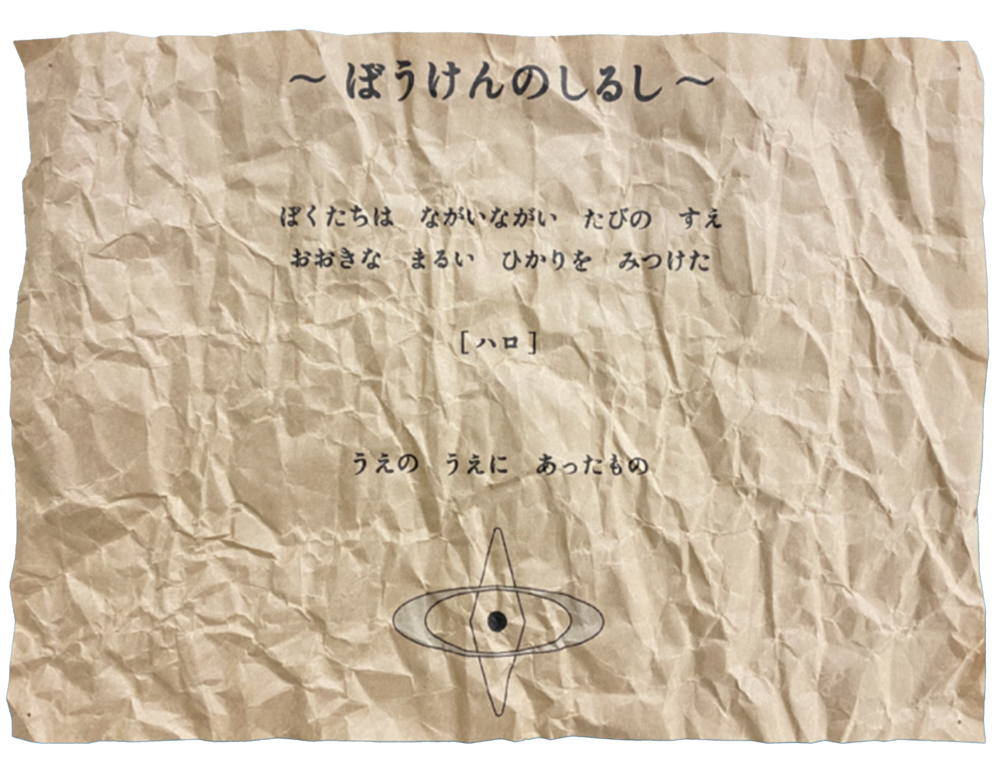 ～ ぼうけんのしるし ～
ぼくたちは　ながいながい　たびの　すえ
おおきな　まるい　ひかりを　みつけた
[ハロ]
うえの　うえに　あったもの